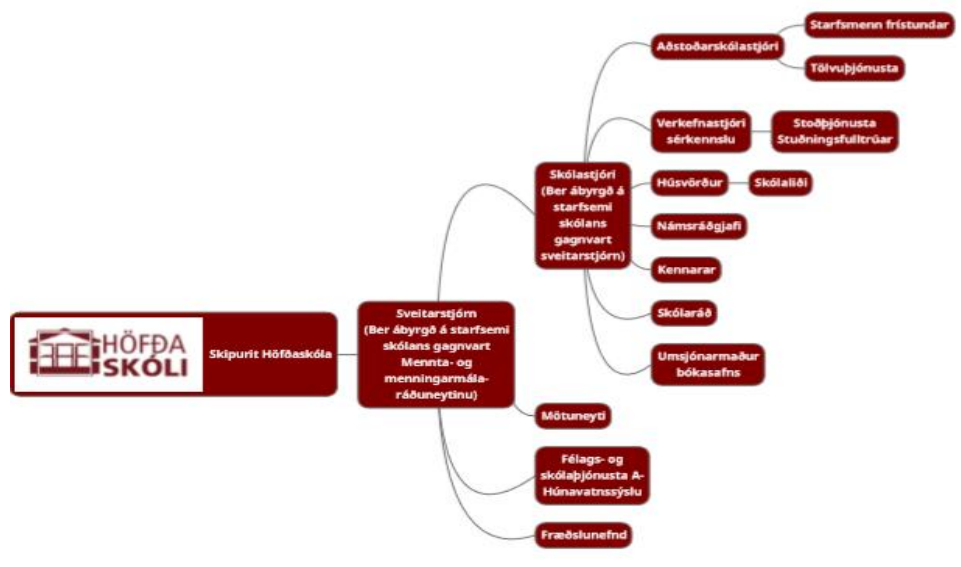 HÖFÐA
SKÓLI
Skipurit Höfðaskóla
Sveitarstjórn
(Ber ábyrgð á starfsemi
skólans gagnvart
Mennta- og
menningarmála-
ráðuneytinu)
Skólastjóri
(Ber ábyrgð á
starfsemi
skólans
gagnvart
sveitarstjórn)
Aðstoðarskólastjóri
Starfsmenn frístundar
Tölvuþjónusta
Verkefnastjóri
sérkennslu
Stoðþjónusta
Stuðningsfulltrúar
Húsvörður
Skólaliði
Námsráðgjafi
Kennarar
Skólaráð
Umsjónarmaður
bókasafns
Mötuneyti
Félags- og
skólaþjónusta A-
Húnavatnssýslu
Fræðslunefnd